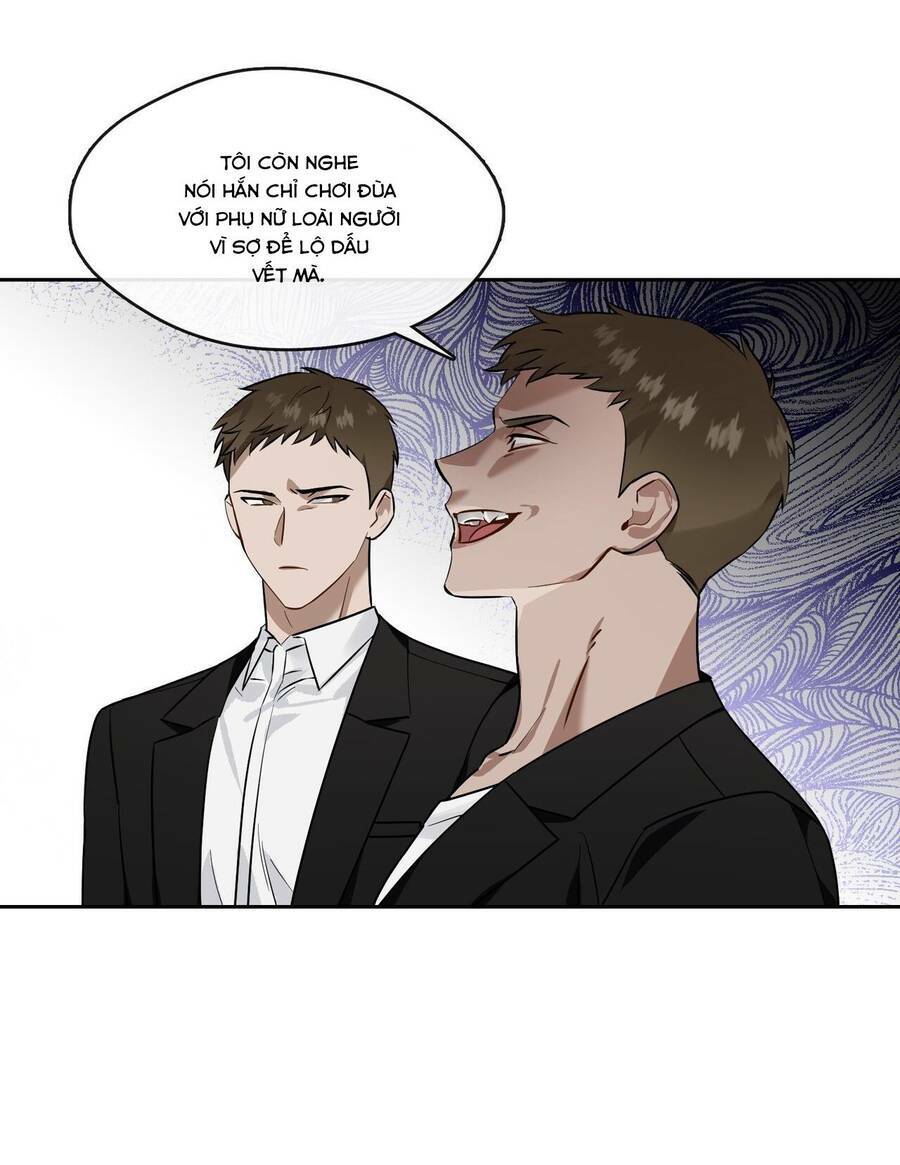 TÔI CÒN NGHE
NÓI HẮN CHỈ CHƠI ĐÙA
VỚI PHỤ NỮ LOÀI NGƯỜI
VÌ SỢ ĐỂ LỘ DẤU
VẾT MÀ.